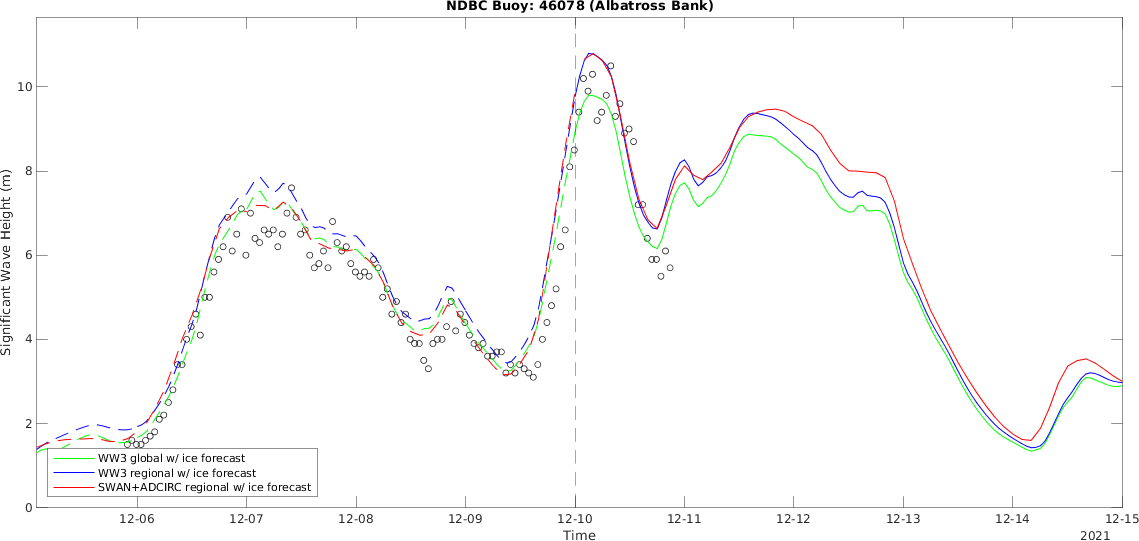 NDBC Buoy: 46078 (Albatross Bank)
Significant Wave Height (m)
10
8
6
4
2
0
WW3 global w/ ice forecast
WW3 regional w/ ice forecast
SWAN+ADCIRC regional w/ ice forecast
12-06 12-07 12-08 12-09 12-10 12-11 12-12 12-13 12-14 12-15
Time
2021